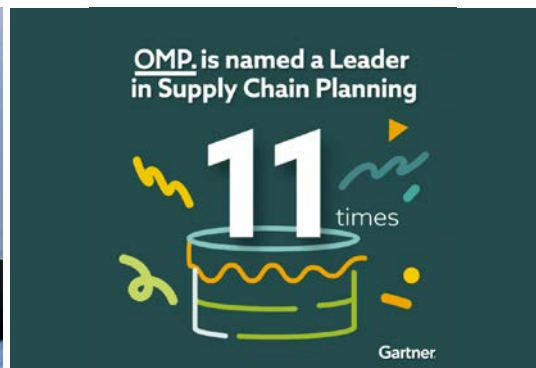 OMP. is named a Leader
in Supply Chain Planning
11
times
Gartner